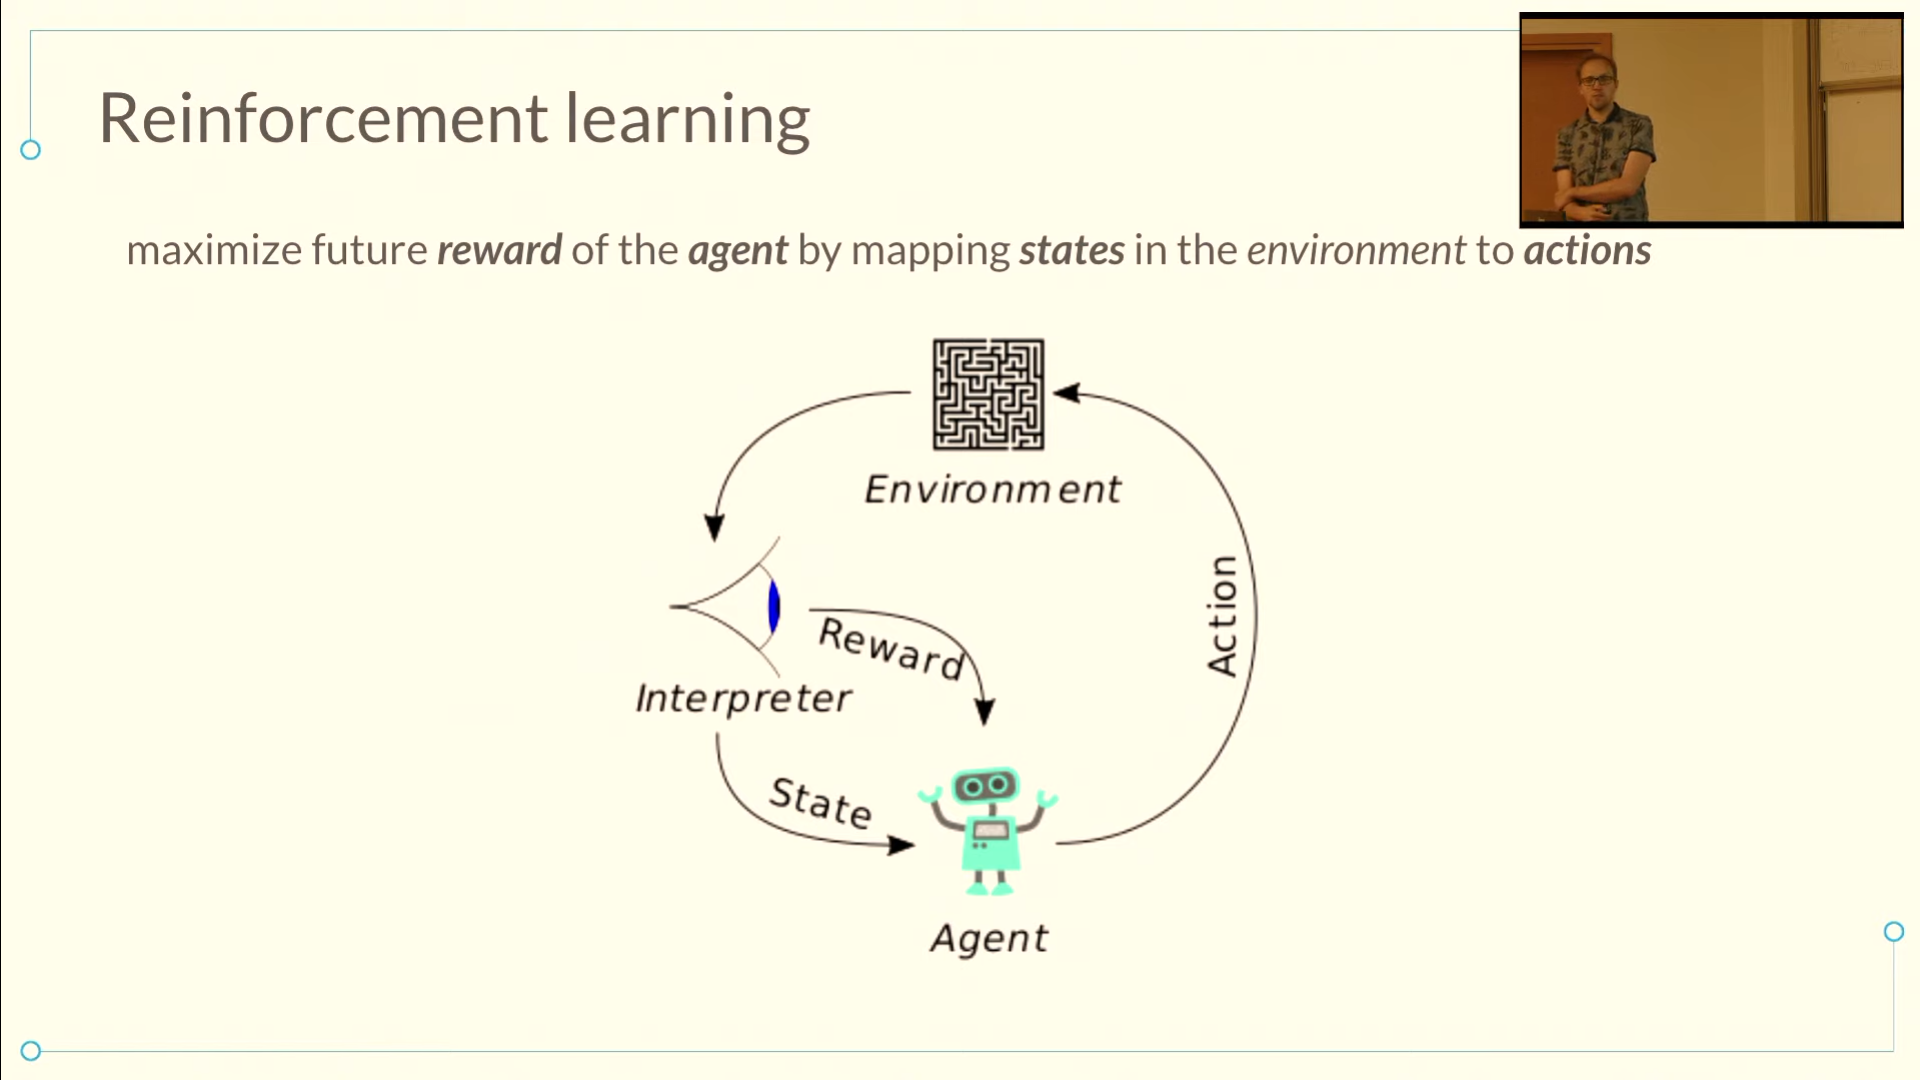 Reinforcement learning
maximize future reward of the agent by mapping states in the environment to actions
Environment
Action
Reward
Interpreter
State
Agent